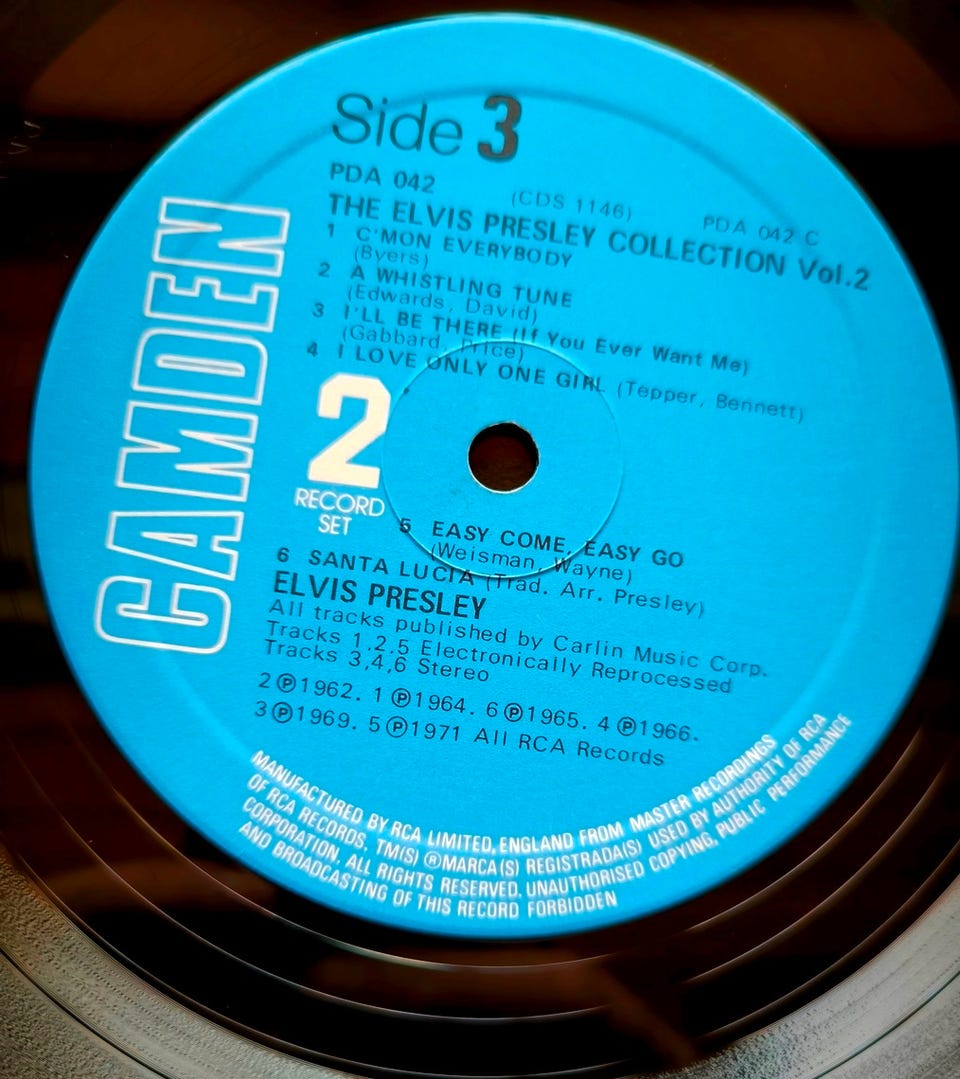 Side 3
PDA 042
(CDS 1146)
PDA 042 C
THE ELVIS PRESLEY COLLECTION Vol.2
1 C'MON EVERYBODY
(Byers)
2 A WHISTLING TUNE
(Edwards, David)
3 I'LL BE THERE (If You Ever Want Me)
(Gabbard, Price)
4 I LOVE ONLY ONE GIRL (Tepper, Bennett)
CAMDEN
2
RECORD
SET
5 EASY COME, EASY GO
(Weisman, Wayne)
6 SANTA LUCIA (Trad. Arr. Presley)
ELVIS PRESLEY
All tracks published by Carlin Music Corp.
Tracks 1,2,5 Electronically Reprocessed
Tracks 3,4,6 Stereo
2 ℗1962. 1 ℗1964. 6 ℗1965. 4 ℗1966.
3 ℗1969. 5 ℗1971 All RCA Records
MANUFACTURED BY RCA LIMITED, ENGLAND FROM MASTER RECORDINGS
OF RCA RECORDS, TM(S) ® MARCA(S) REGISTRADA(S) USED BY AUTHORITY OF RCA
CORPORATION, ALL RIGHTS RESERVED. UNAUTHORISED COPYING, PUBLIC PERFORMANCE
AND BROADCASTING OF THIS RECORD FORBIDDEN